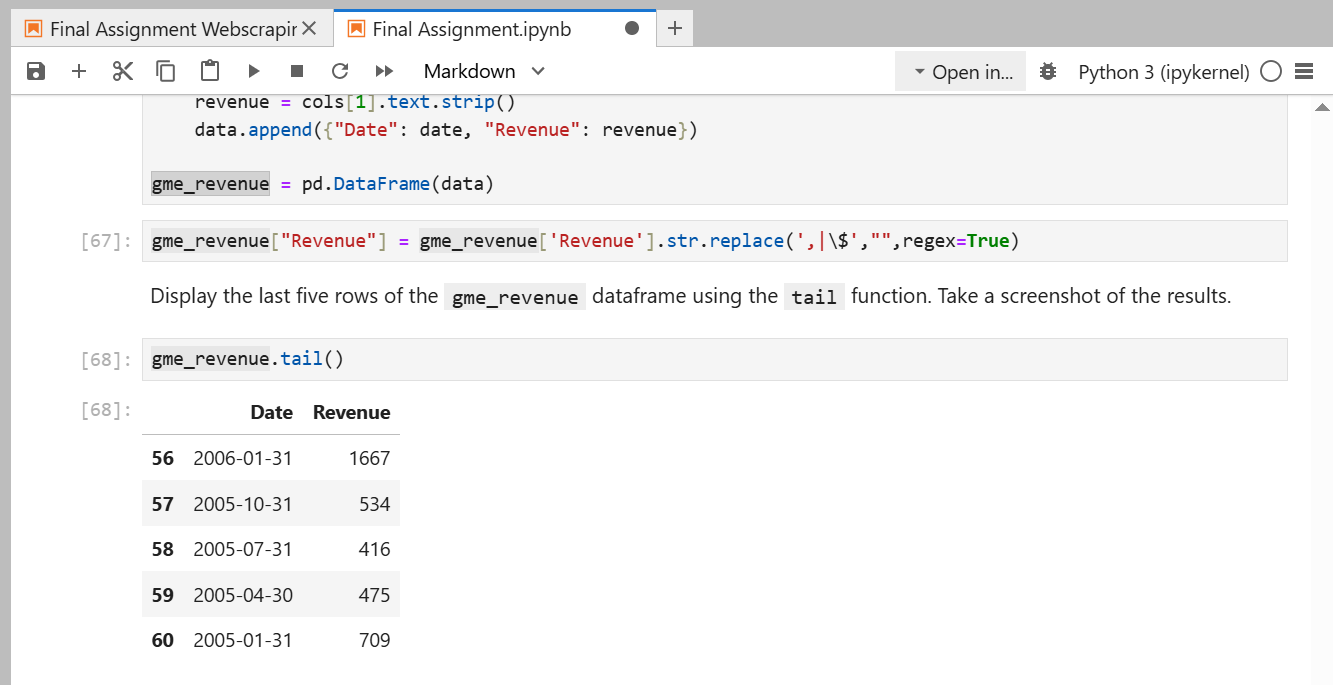 Final Assignment Webscrapin
Final Assignment.ipynb
Markdown
Open in...
Python 3 (ipykernel)
revenue = cols[1].text.strip()
data.append({"Date": date, "Revenue": revenue})
gme_revenue = pd.DataFrame(data)
[67]: gme_revenue["Revenue"] = gme_revenue['Revenue'].str.replace(',|\$',"",regex=True)
Display the last five rows of the gme_revenue dataframe using the tail function. Take a screenshot of the results.
[68]: gme_revenue.tail()
[68]: Date Revenue
56 2006-01-31 1667
57 2005-10-31 534
58 2005-07-31 416
59 2005-04-30 475
60 2005-01-31 709